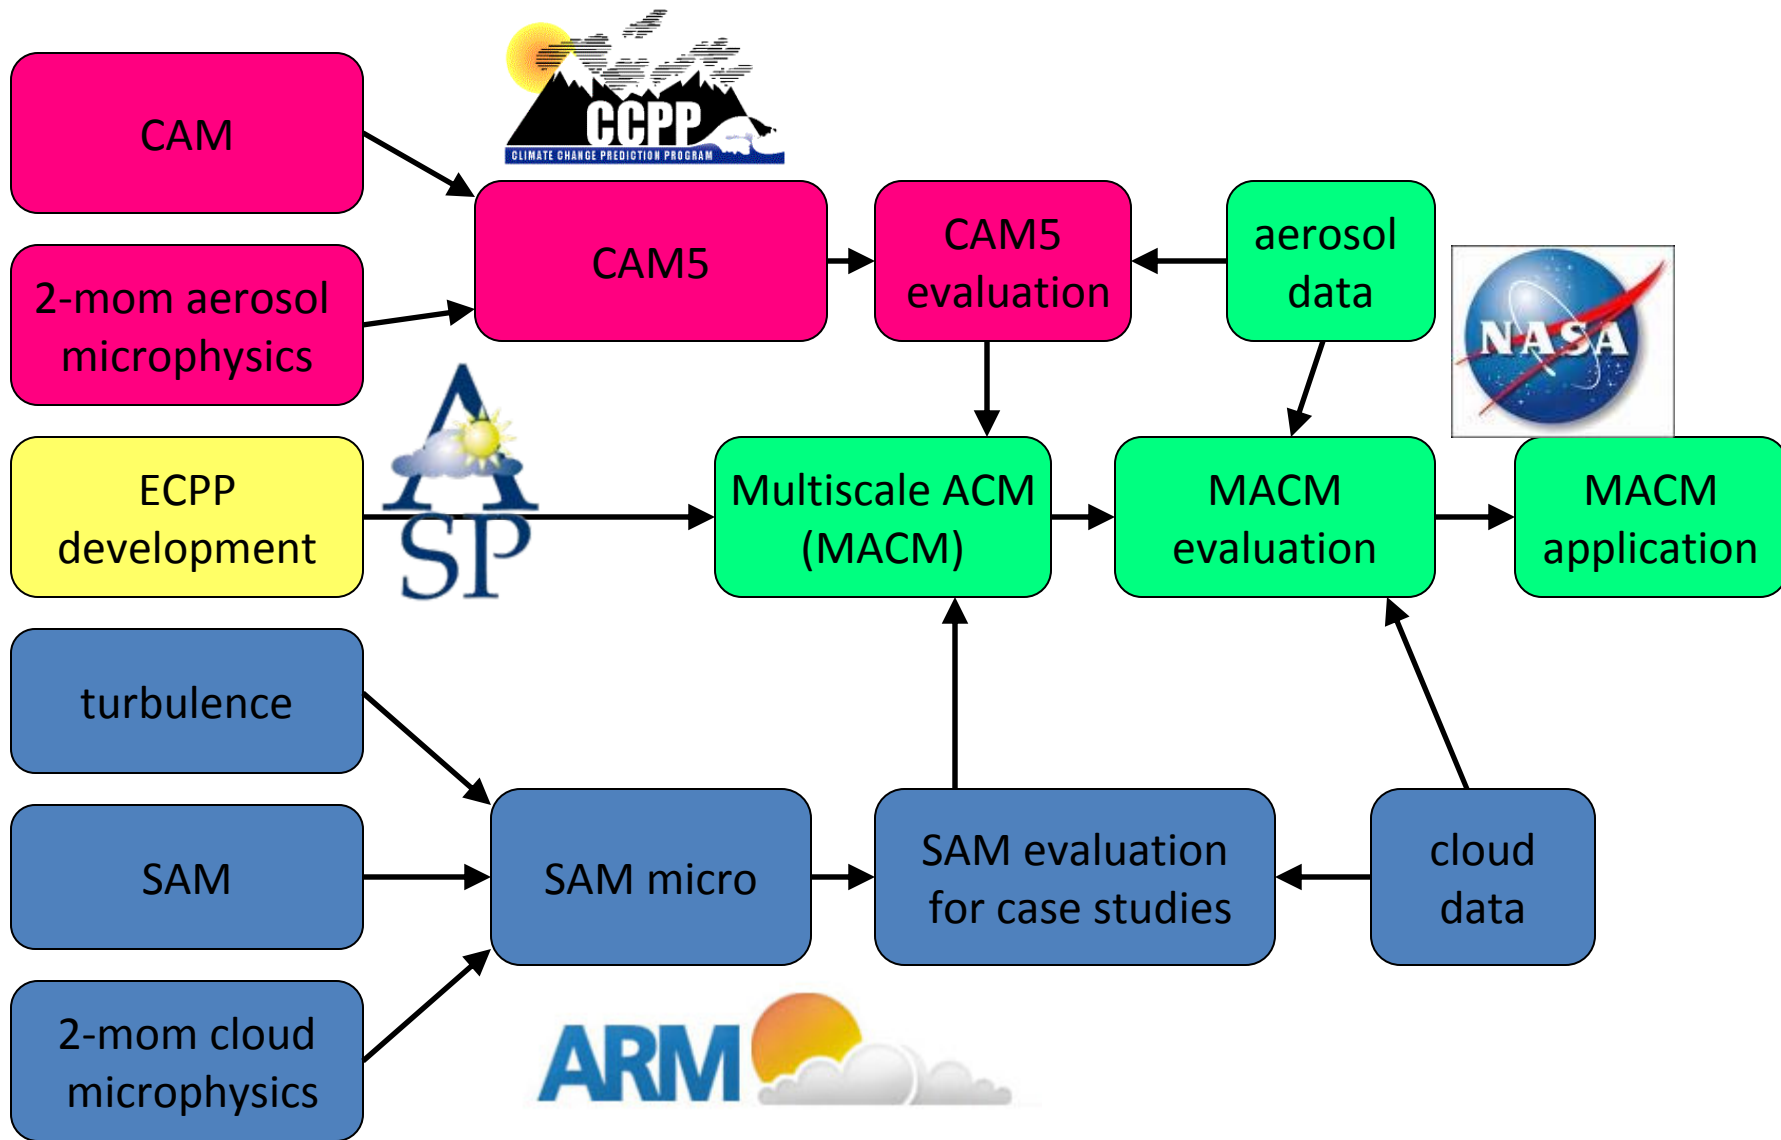 CAM
CCPP
CLIMATE CHANGE PREDICTION PROGRAM
CAM5
CAM5
evaluation
aerosol
data
2-mom aerosol
microphysics
NASA
ECPP
development
A
SP
Multiscale ACM
(MACM)
MACM
evaluation
MACM
application
turbulence
SAM
SAM micro
SAM evaluation
for case studies
cloud
data
2-mom cloud
microphysics
ARM